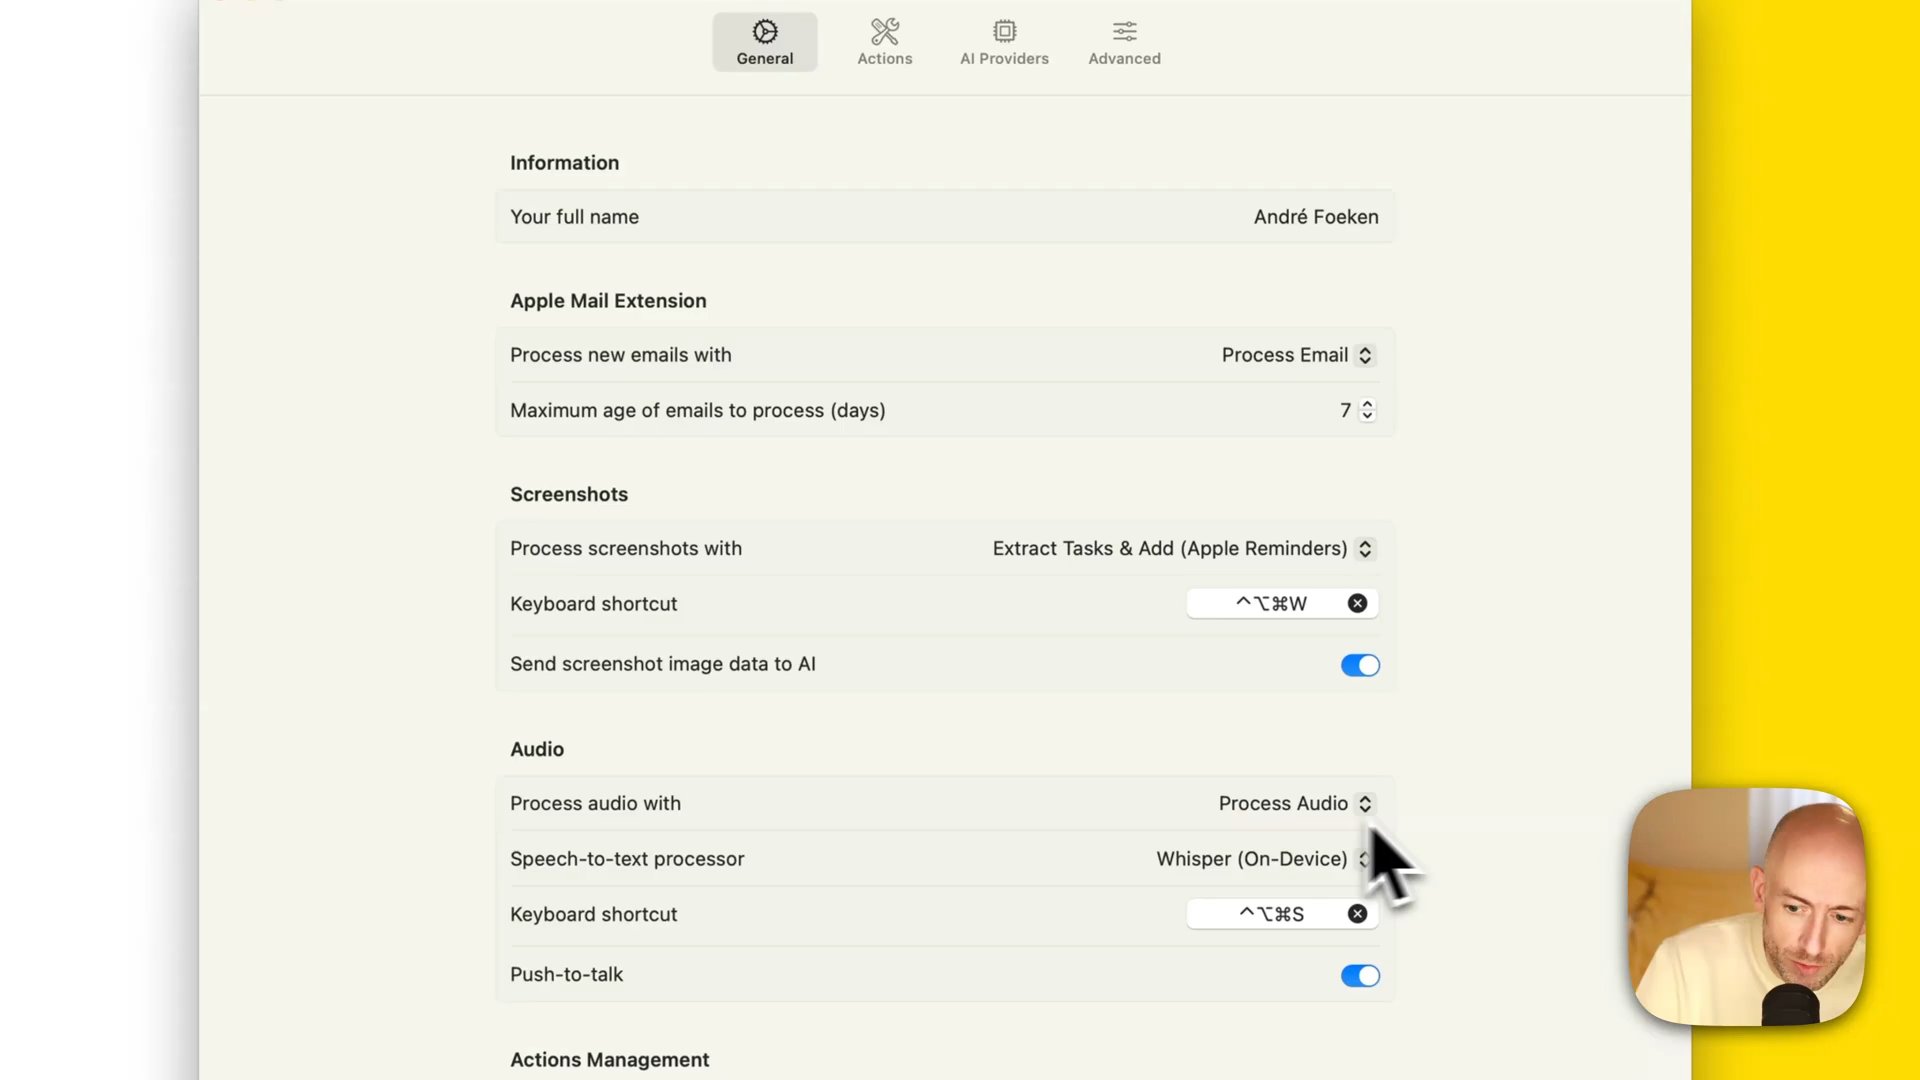 General
Actions
AI Providers
Advanced
Information
Your full name
André Foeken
Apple Mail Extension
Process new emails with
Process Email
Maximum age of emails to process (days)
7
Screenshots
Process screenshots with
Extract Tasks & Add (Apple Reminders)
Keyboard shortcut
^⌥⌘W
Send screenshot image data to AI
Audio
Process audio with
Process Audio
Speech-to-text processor
Whisper (On-Device)
Keyboard shortcut
^⌥⌘S
Push-to-talk
Actions Management